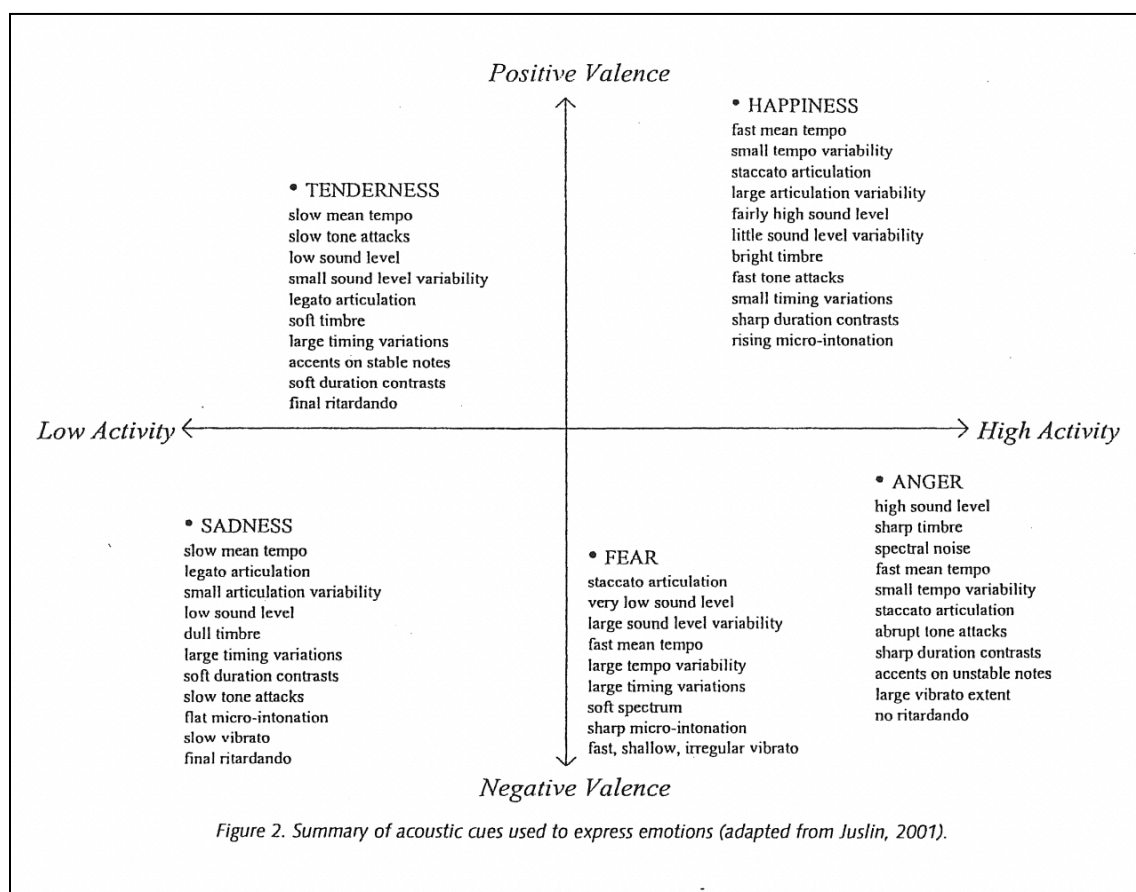 Positive Valence
• HAPPINESS
fast mean tempo
small tempo variability
staccato articulation
large articulation variability
fairly high sound level
little sound level variability
bright timbre
fast tone attacks
small timing variations
sharp duration contrasts
rising micro-intonation
• TENDERNESS
slow mean tempo
slow tone attacks
low sound level
small sound level variability
legato articulation
soft timbre
large timing variations
accents on stable notes
soft duration contrasts
final ritardando
Low Activity
High Activity
• SADNESS
slow mean tempo
legato articulation
small articulation variability
low sound level
dull timbre
large timing variations
soft duration contrasts
slow tone attacks
flat micro-intonation
slow vibrato
final ritardando
• FEAR
staccato articulation
very low sound level
large sound level variability
fast mean tempo
large tempo variability
large timing variations
soft spectrum
sharp micro-intonation
fast, shallow, irregular vibrato
• ANGER
high sound level
sharp timbre
spectral noise
fast mean tempo
small tempo variability
staccato articulation
abrupt tone attacks
sharp duration contrasts
accents on unstable notes
large vibrato extent
no ritardando
Negative Valence
Figure 2. Summary of acoustic cues used to express emotions (adapted from Juslin, 2001).